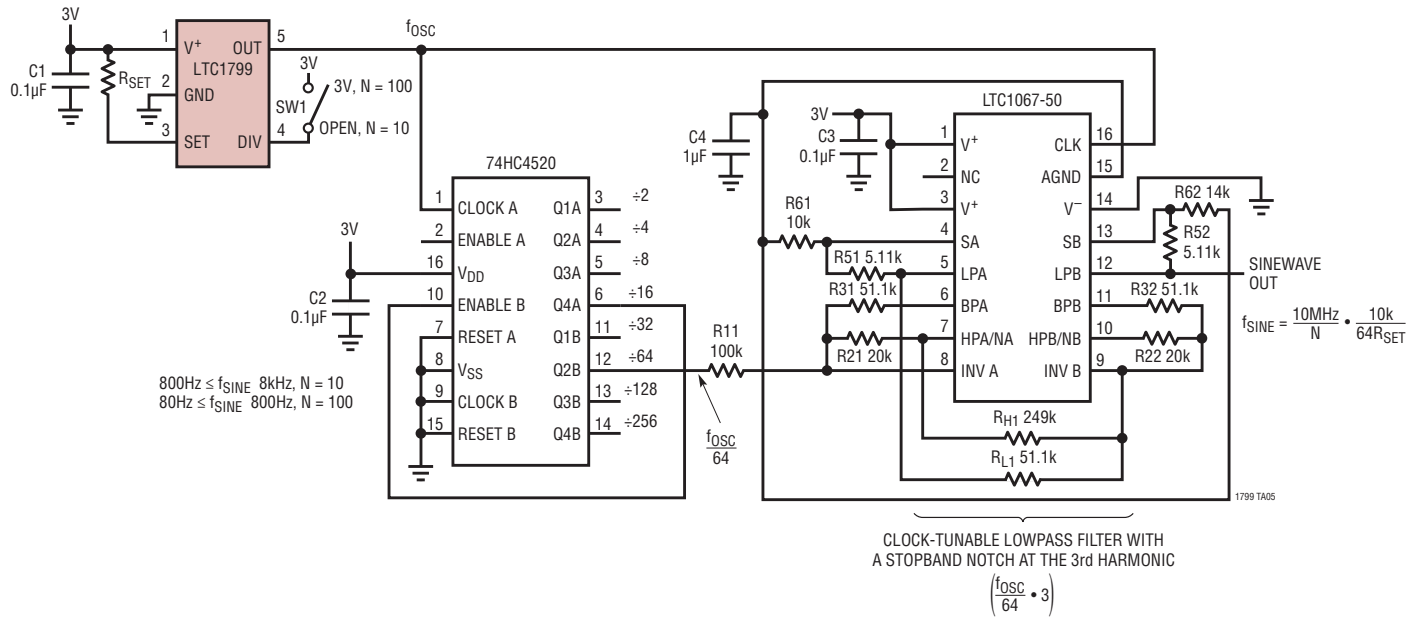 3V
C1
0.1µF
RSET
1
V+
OUT
5
LTC1799
2
GND
3
SET
DIV
4
3V
SW1
3V, N = 100
OPEN, N = 10
fOSC
74HC4520
1
CLOCK A
Q1A
3
÷2
2
ENABLE A
Q2A
4
÷4
3V
16
VDD
Q3A
5
÷8
C2
0.1µF
10
ENABLE B
Q4A
6
÷16
7
RESET A
Q1B
11
÷32
8
VSS
Q2B
12
÷64
9
CLOCK B
Q3B
13
÷128
15
RESET B
Q4B
14
÷256
800Hz ≤ fSINE 8kHz, N = 10
80Hz ≤ fSINE 800Hz, N = 100
fOSC
64
R11
100k
C4
1µF
3V
C3
0.1µF
R61
10k
R51 5.11k
R31 51.1k
R21 20k
LTC1067-50
1
V+
CLK
16
2
NC
AGND
15
3
V+
V–
14
4
SA
SB
13
5
LPA
LPB
12
6
BPA
BPB
11
7
HPA/NA
HPB/NB
10
8
INV A
INV B
9
R62 14k
R52
5.11k
SINEWAVE
OUT
R32 51.1k
R22 20k
fSINE = 10MHz/N • 10k/64RSET
RH1 249k
RL1 51.1k
1799 TA05
CLOCK-TUNABLE LOWPASS FILTER WITH
A STOPBAND NOTCH AT THE 3rd HARMONIC
(fOSC/64 • 3)